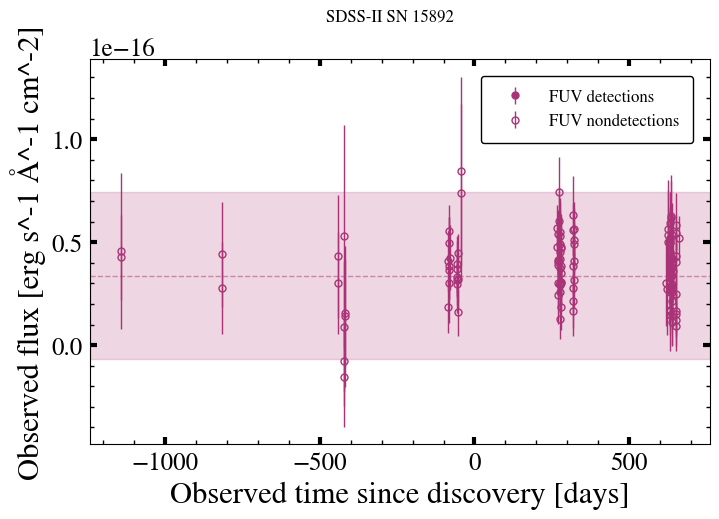 SDSS-II SN 15892
1e−16
FUV detections
FUV nondetections
1.0
0.5
0.0
Observed flux [erg s^-1 Å^-1 cm^-2]
−1000
−500
0
500
Observed time since discovery [days]